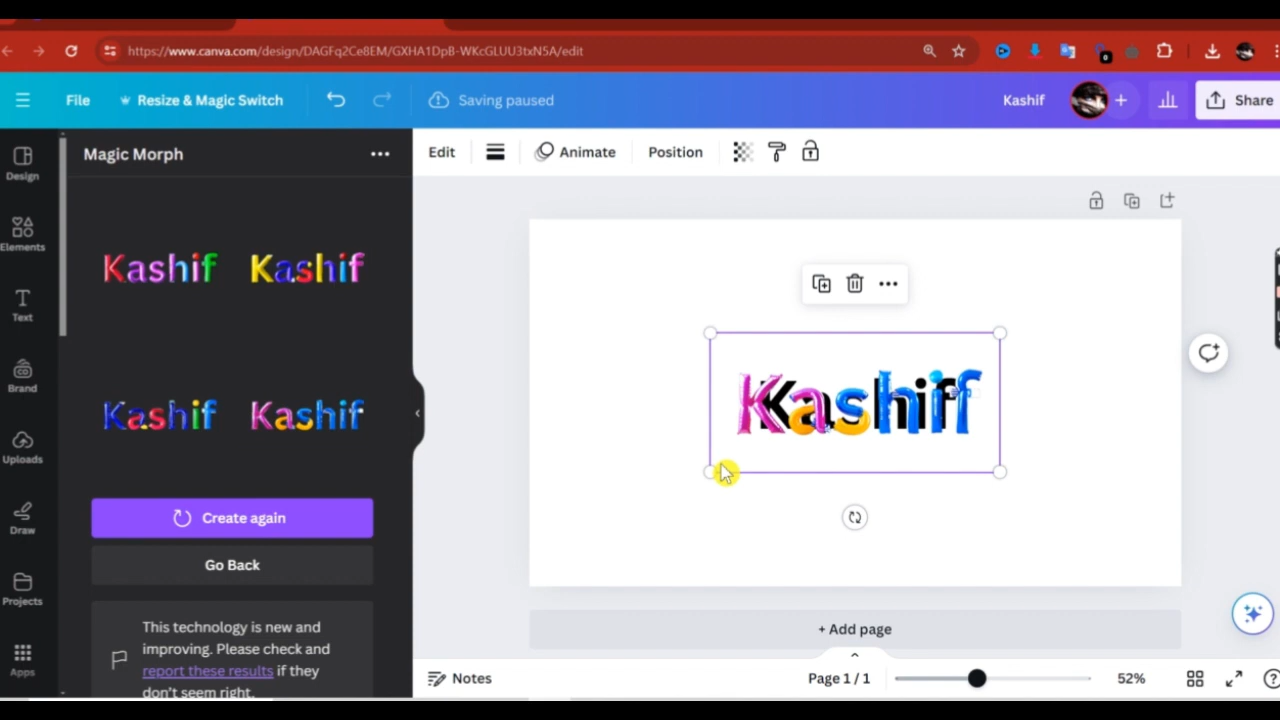 https://www.canva.com/design/DAGFq2Ce8EM/GXHA1DpB-WKcGLUU3txN5A/edit
0
File
Resize & Magic Switch
Saving paused
Kashif
Share
Design
Elements
Text
Brand
Uploads
Draw
Projects
Apps
Magic Morph
Kashif Kashif
Kashif Kashif
Create again
Go Back
This technology is new and
improving. Please check and
report these results if they
don't seem right.
Edit
Animate
Position
Kashif
Kashif
+ Add page
Notes
Page 1 / 1
52%